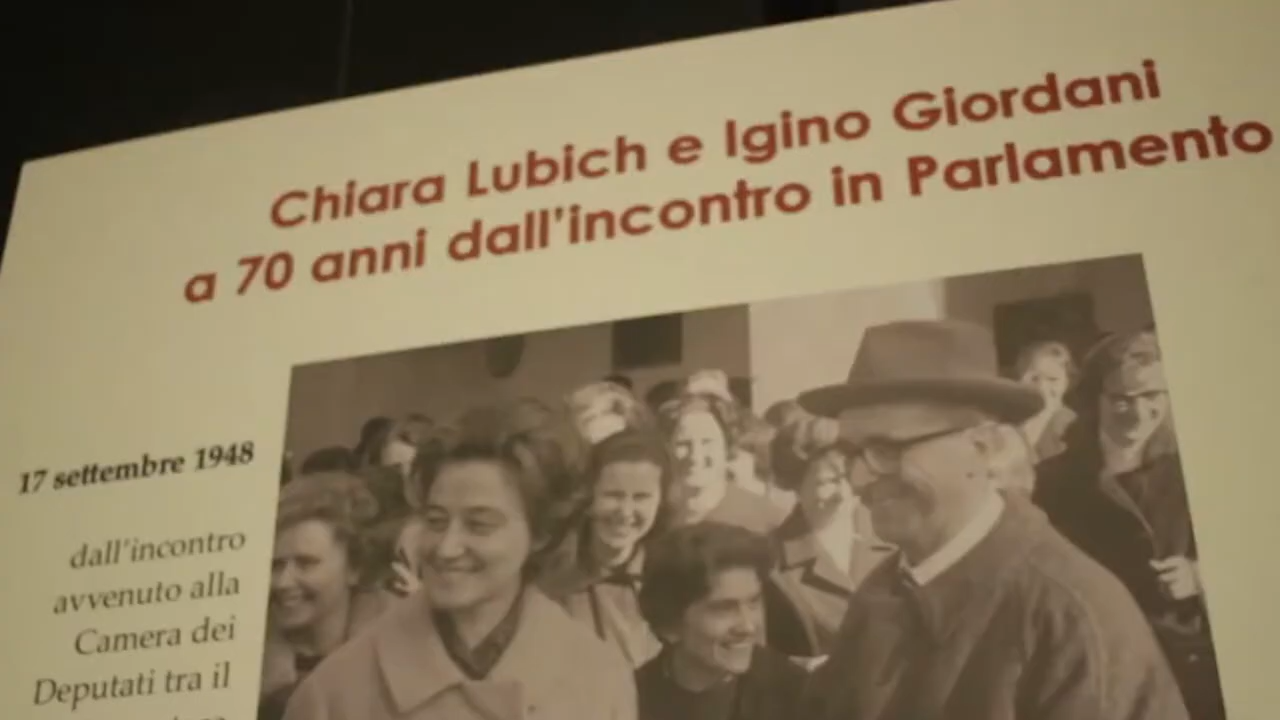 Chiara Lubich e Igino Giordani
a 70 anni dall'incontro in Parlamento
17 settembre 1948
dall'incontro
avvenuto alla
Camera dei
Deputati tra il